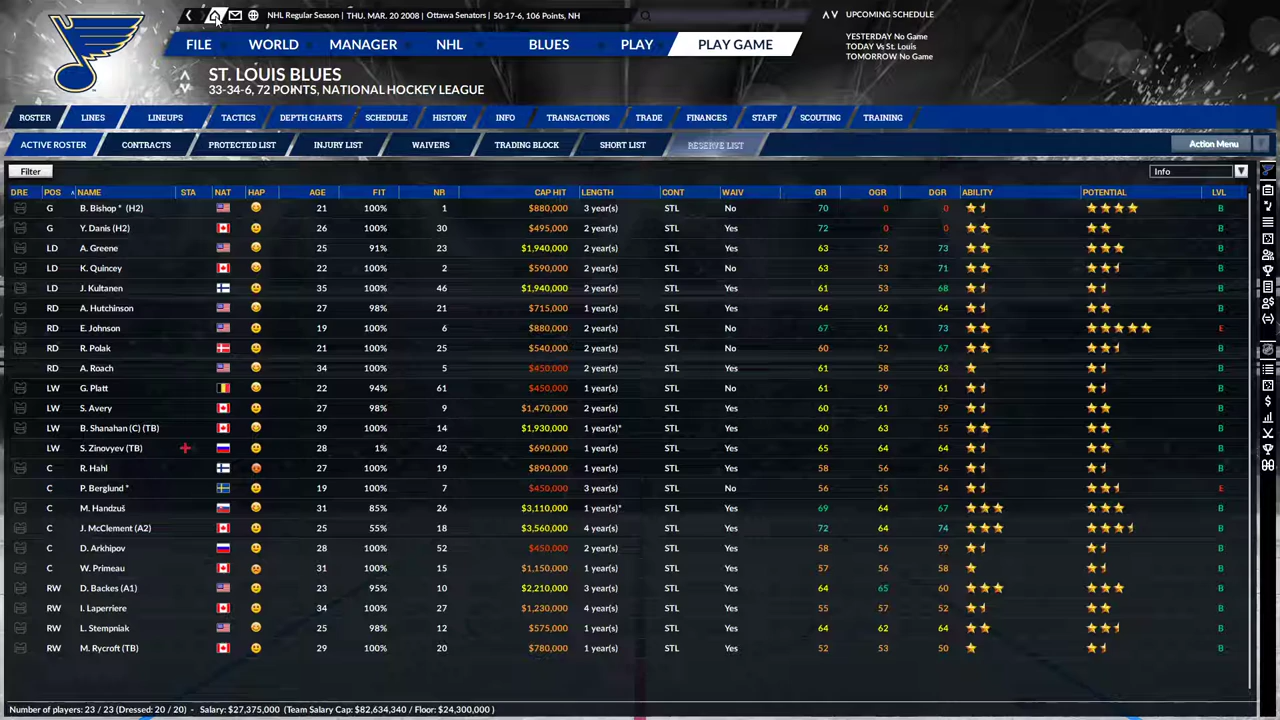 NHL Regular Season | THU. MAR. 20 2008 | Ottawa Senators | 50-17-6, 106 Points, NH
UPCOMING SCHEDULE
YESTERDAY No Game
TODAY Vs St. Louis
TOMORROW No Game
FILE WORLD MANAGER NHL BLUES PLAY PLAY GAME
ST. LOUIS BLUES
33-34-6, 72 POINTS, NATIONAL HOCKEY LEAGUE
ROSTER LINES LINEUPS TACTICS DEPTH CHARTS SCHEDULE HISTORY INFO TRANSACTIONS TRADE FINANCES STAFF SCOUTING TRAINING
ACTIVE ROSTER CONTRACTS PROTECTED LIST INJURY LIST WAIVERS TRADING BLOCK SHORT LIST RESERVE LIST Action Menu
Filter Info
DRE POS NAME STA NAT HAP AGE FIT NR CAP HIT LENGTH CONT WAIV GR OGR DGR ABILITY POTENTIAL LVL
G B. Bishop * (H2) 21 100% 1 $880,000 3 year(s) STL No 70 0 0 B
G Y. Danis (H2) 26 100% 30 $495,000 2 year(s) STL Yes 72 0 0 B
LD A. Greene 25 91% 23 $1,940,000 2 year(s) STL Yes 63 52 73 B
LD K. Quincey 22 100% 2 $590,000 2 year(s) STL No 63 53 71 B
LD J. Kultanen 35 100% 46 $1,940,000 2 year(s) STL Yes 61 53 68 B
RD A. Hutchinson 27 98% 21 $715,000 1 year(s) STL Yes 64 62 64 B
RD E. Johnson 19 100% 6 $880,000 2 year(s) STL No 67 61 73 E
RD R. Polak 21 100% 25 $540,000 2 year(s) STL No 60 52 67 B
RD A. Roach 34 100% 5 $450,000 1 year(s) STL Yes 61 58 63 B
LW G. Platt 22 94% 61 $450,000 1 year(s) STL No 61 59 61 B
LW S. Avery 27 98% 9 $1,470,000 2 year(s) STL Yes 60 61 59 B
LW B. Shanahan (C) (TB) 39 100% 14 $1,930,000 1 year(s)* STL Yes 60 63 55 B
LW S. Zinovyev (TB) 28 1% 42 $690,000 1 year(s) STL Yes 65 64 64 B
C R. Hahl 27 100% 19 $890,000 1 year(s) STL Yes 58 56 56 B
C P. Berglund * 19 100% 7 $450,000 3 year(s) STL No 56 55 54 E
C M. Handzuš 31 85% 26 $3,110,000 1 year(s)* STL Yes 69 64 67 B
C J. McClement (A2) 25 55% 18 $3,560,000 4 year(s) STL Yes 72 64 74 B
C D. Arkhipov 28 100% 52 $450,000 2 year(s) STL Yes 58 56 59 B
C W. Primeau 31 100% 15 $1,150,000 1 year(s) STL Yes 57 56 58 B
RW D. Backes (A1) 23 95% 10 $2,210,000 3 year(s) STL Yes 64 65 60 B
RW I. Laperriere 34 100% 27 $1,230,000 4 year(s) STL Yes 55 57 52 B
RW L. Stempniak 25 98% 12 $575,000 1 year(s) STL Yes 64 62 64 B
RW M. Rycroft (TB) 29 100% 20 $780,000 1 year(s) STL Yes 52 53 50 B
Number of players: 23 / 23 (Dressed: 20 / 20) - Salary: $27,375,000 (Team Salary Cap: $82,634,340 / Floor: $24,300,000 )